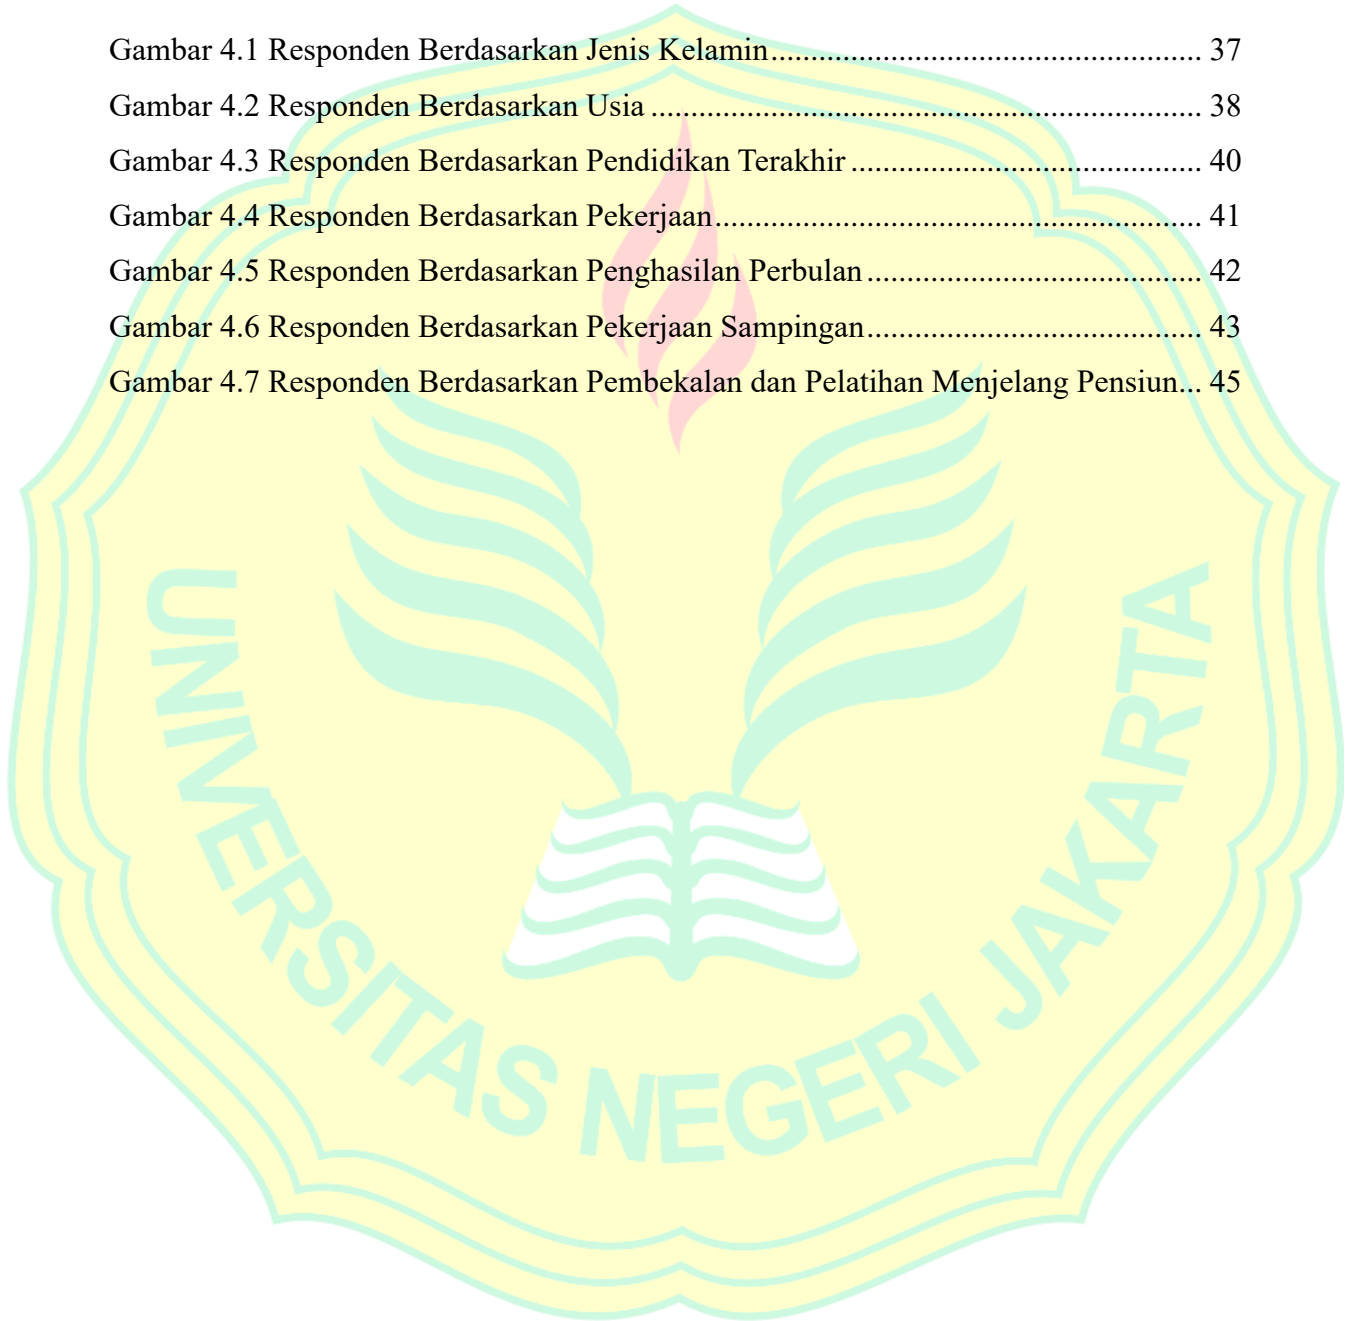 Gambar 4.1 Responden Berdasarkan Jenis Kelamin...................................................... 37
Gambar 4.2 Responden Berdasarkan Usia ..................................................................... 38
Gambar 4.3 Responden Berdasarkan Pendidikan Terakhir ............................................ 40
Gambar 4.4 Responden Berdasarkan Pekerjaan............................................................. 41
Gambar 4.5 Responden Berdasarkan Penghasilan Perbulan .......................................... 42
Gambar 4.6 Responden Berdasarkan Pekerjaan Sampingan.......................................... 43
Gambar 4.7 Responden Berdasarkan Pembekalan dan Pelatihan Menjelang Pensiun... 45
UNIVERSITAS NEGERI JAKARTA